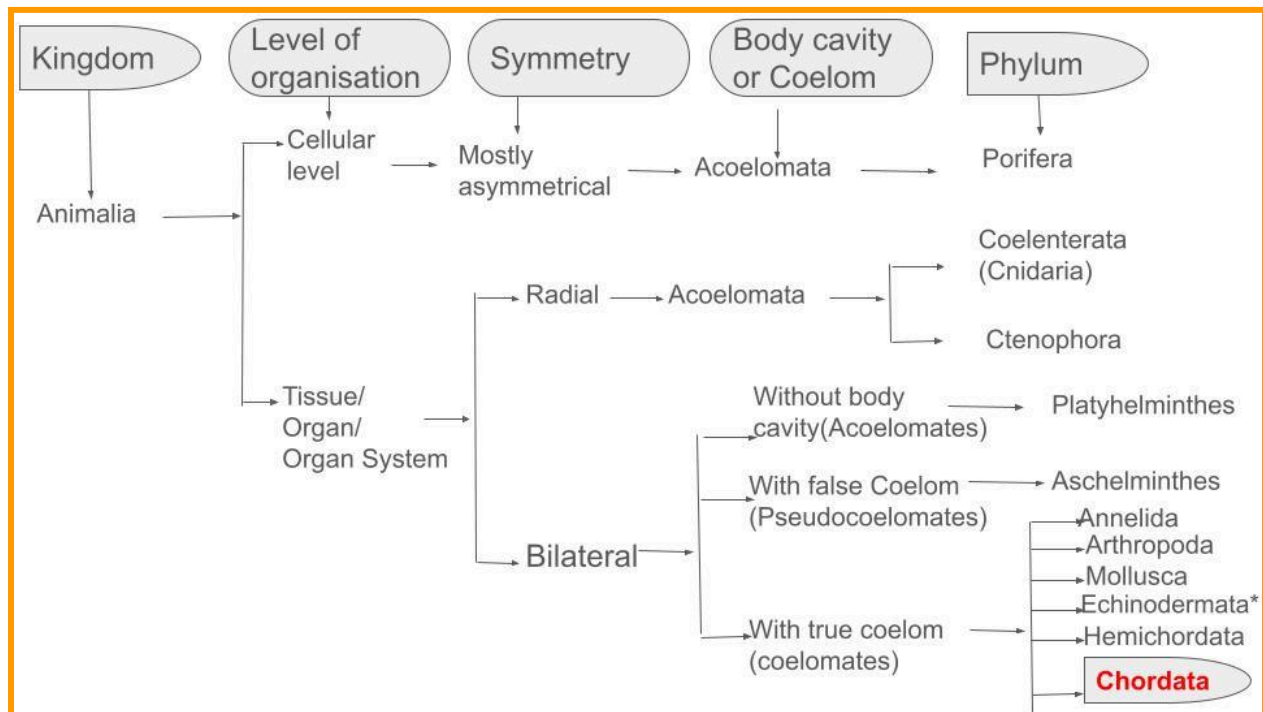 Kingdom
Level of
organisation
Symmetry
Body cavity
or Coelom
Phylum
Cellular
level
Mostly
asymmetrical
Acoelomata
Porifera
Animalia
Coelenterata
(Cnidaria)
Radial
Acoelomata
Ctenophora
Tissue/
Organ/
Organ System
Without body
cavity(Acoelomates)
Platyhelminthes
With false Coelom
(Pseudocoelomates)
Aschelminthes
Bilateral
With true coelom
(coelomates)
Annelida
Arthropoda
Mollusca
Echinodermata*
Hemichordata
Chordata